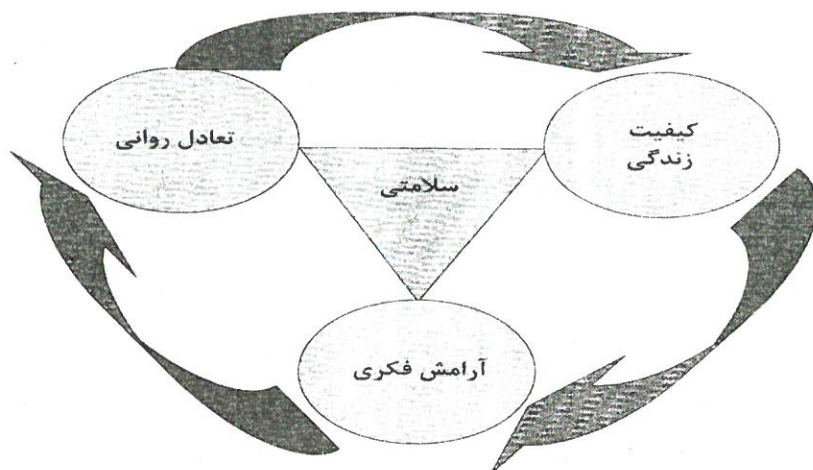 کیفیت
زندگی
تعادل روانی
سلامتی
آرامش فکری